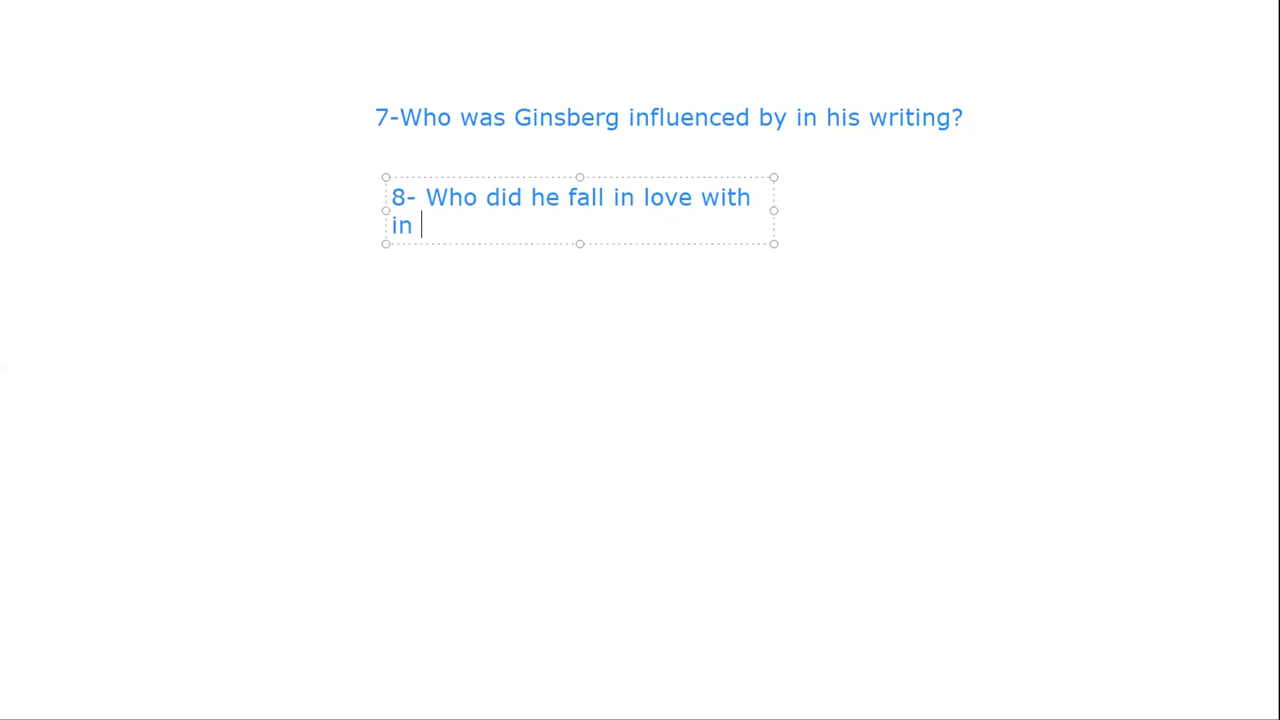 7-Who was Ginsberg influenced by in his writing?
8- Who did he fall in love with
in